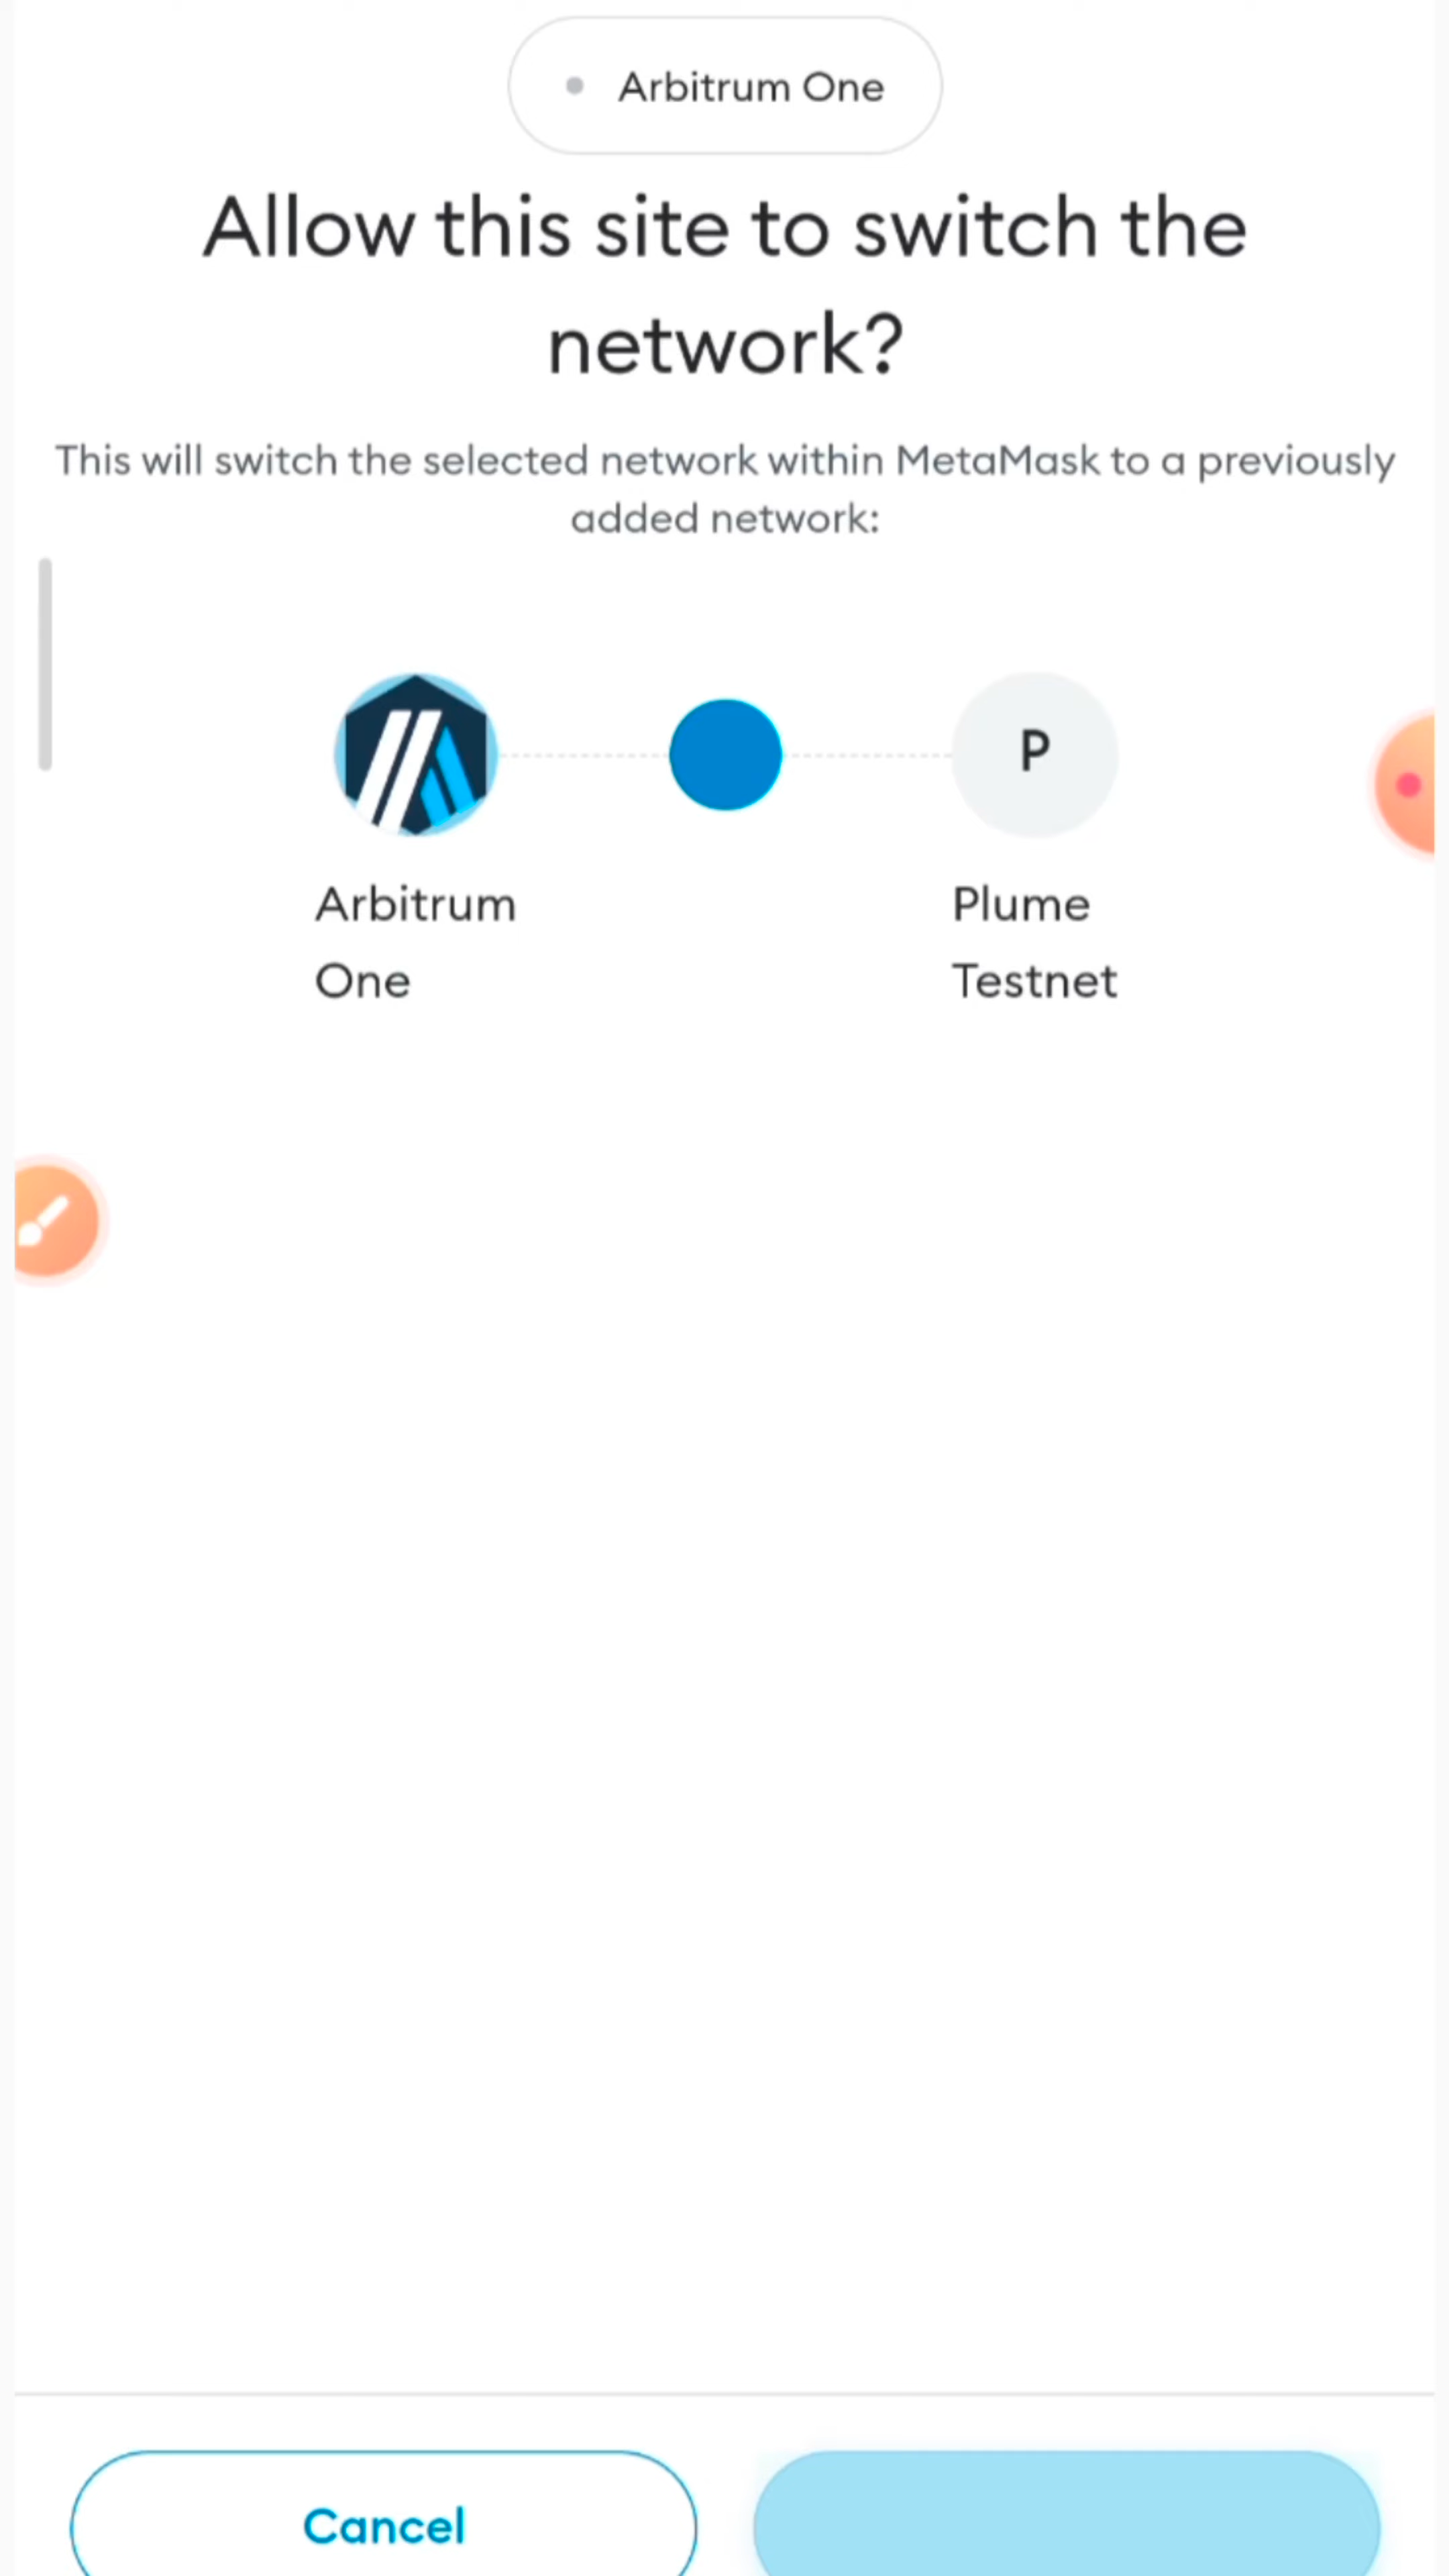 Arbitrum One
Allow this site to switch the
network?
This will switch the selected network within MetaMask to a previously
added network:
P
Arbitrum
One
Plume
Testnet
Cancel